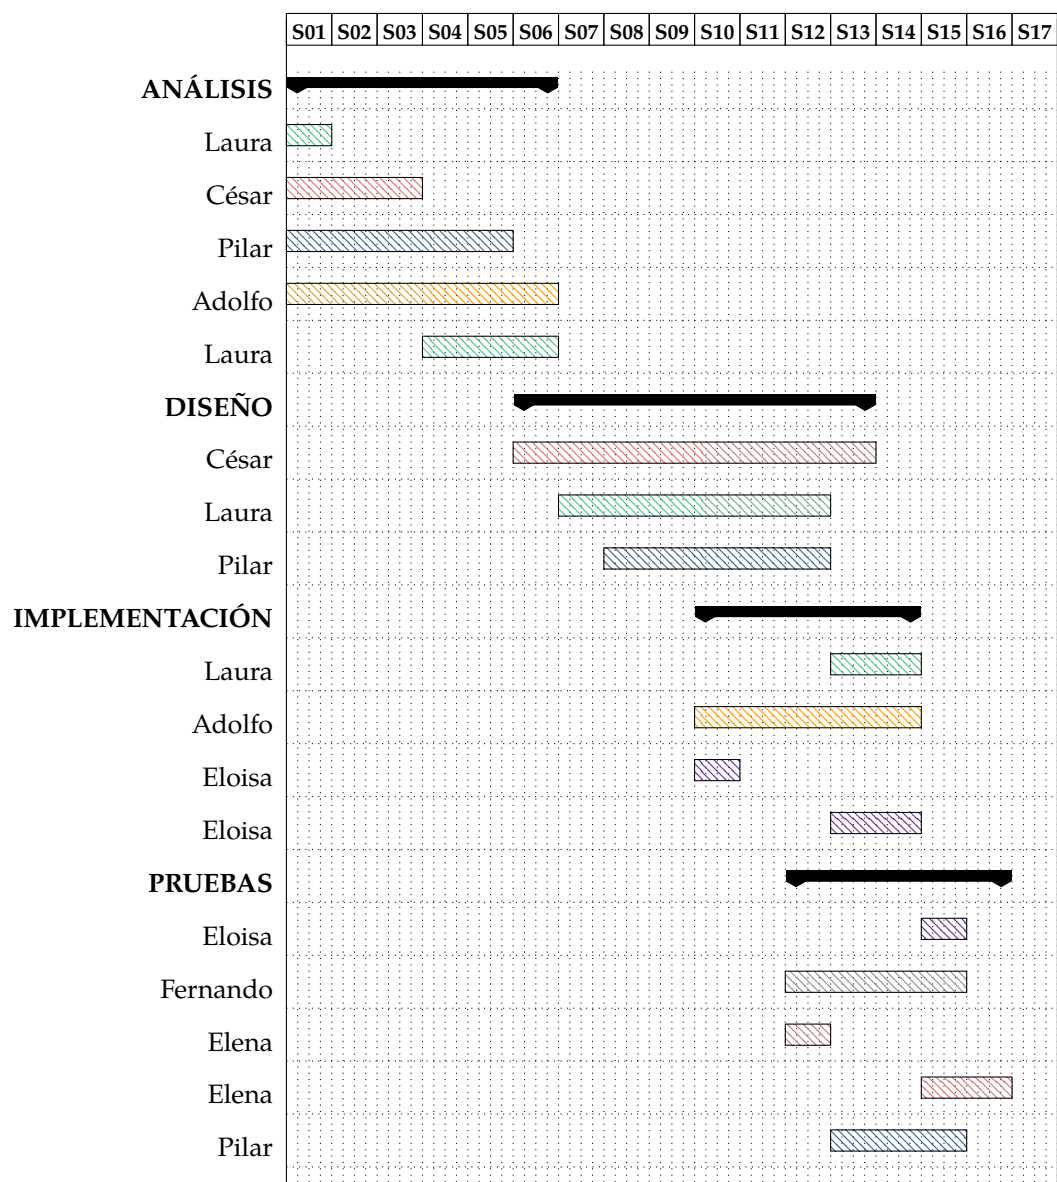 S01 S02 S03 S04 S05 S06 S07 S08 S09 S10 S11 S12 S13 S14 S15 S16 S17
ANÁLISIS
Laura
César
Pilar
Adolfo
Laura
DISEÑO
César
Laura
Pilar
IMPLEMENTACIÓN
Laura
Adolfo
Eloisa
Eloisa
PRUEBAS
Eloisa
Fernando
Elena
Elena
Pilar